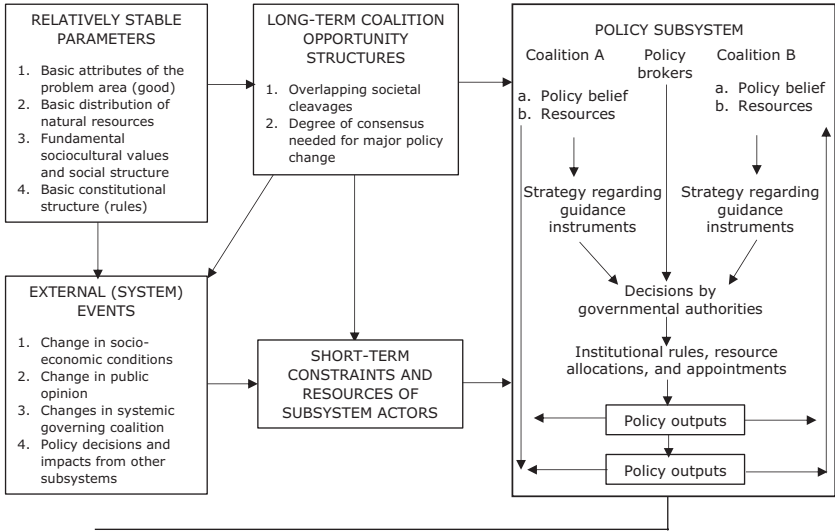 RELATIVELY STABLE
PARAMETERS
1. Basic attributes of the
problem area (good)
2. Basic distribution of
natural resources
3. Fundamental
sociocultural values
and social structure
4. Basic constitutional
structure (rules)
LONG-TERM COALITION
OPPORTUNITY
STRUCTURES
1. Overlapping societal
cleavages
2. Degree of consensus
needed for major policy
change
EXTERNAL (SYSTEM)
EVENTS
1. Change in socio-
economic conditions
2. Change in public
opinion
3. Changes in systemic
governing coalition
4. Policy decisions and
impacts from other
subsystems
SHORT-TERM
CONSTRAINTS AND
RESOURCES OF
SUBSYSTEM ACTORS
POLICY SUBSYSTEM
Coalition A
a. Policy belief
b. Resources
Strategy regarding
guidance
instruments
Policy
brokers
Coalition B
a. Policy belief
b. Resources
Strategy regarding
guidance
instruments
Decisions by
governmental authorities
Institutional rules, resource
allocations, and appointments
Policy outputs
Policy outputs